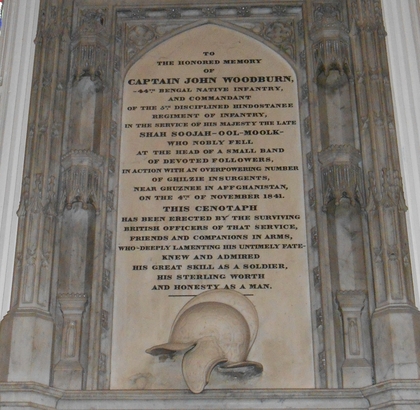 TO
THE HONORED MEMORY
OF
CAPTAIN JOHN WOODBURN,
44TH BENGAL NATIVE INFANTRY,
AND COMMANDANT
OF THE 5TH DISCIPLINED HINDOSTANEE
REGIMENT OF INFANTRY,
IN THE SERVICE OF HIS MAJESTY THE LATE
SHAH SOOJAH-OOL-MOOLK-
WHO NOBLY FELL
AT THE HEAD OF A SMALL BAND
OF DEVOTED FOLLOWERS,
IN ACTION WITH AN OVERPOWERING NUMBER
OF GHILZIE INSURGENTS,
NEAR GHUZNEE IN AFFGHANISTAN,
ON THE 4TH OF NOVEMBER 1841.
THIS CENOTAPH
HAS BEEN ERECTED BY THE SURVIVING
BRITISH OFFICERS OF THAT SERVICE,
FRIENDS AND COMPANIONS IN ARMS,
WHO-DEEPLY LAMENTING HIS UNTIMELY FATE-
KNEW AND ADMIRED
HIS GREAT SKILL AS A SOLDIER,
HIS STERLING WORTH
AND HONESTY AS A MAN.